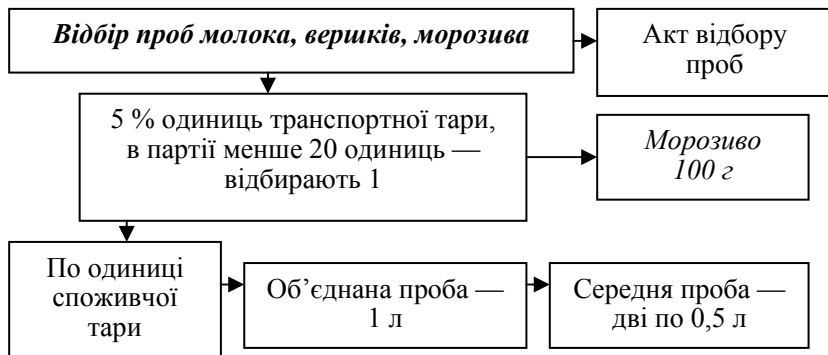 Відбір проб молока, вершків, морозива
Акт відбору
проб
5 % одиниць транспортної тари,
в партії менше 20 одиниць —
відбирають 1
Морозиво
100 г
По одиниці
споживчої
тари
Об’єднана проба —
1 л
Середня проба —
дві по 0,5 л